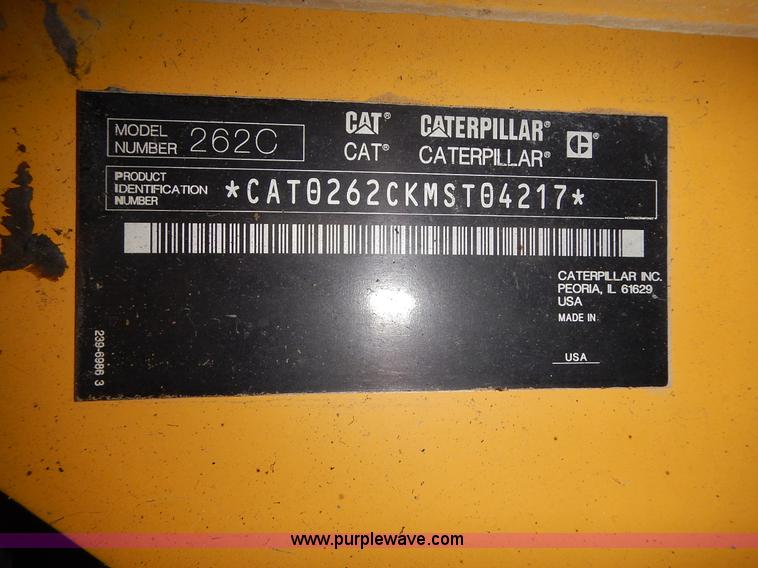 MODEL NUMBER 262C
CAT® CATERPILLAR® C®
CAT® CATERPILLAR®
PRODUCT IDENTIFICATION NUMBER *CAT0262CKMST04217*
CATERPILLAR INC.
PEORIA, IL 61629
USA
MADE IN
USA
239-6986 3
www.purplewave.com